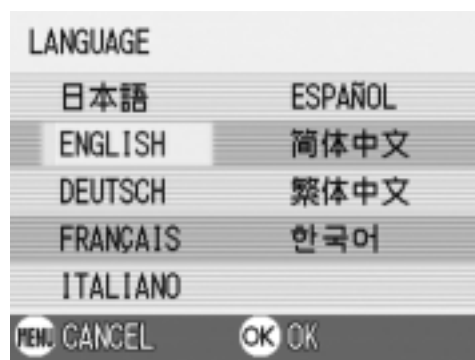 LANGUAGE
日本語 ESPAÑOL
ENGLISH 简体中文
DEUTSCH 繁体中文
FRANÇAIS 한국어
ITALIANO
MENU CANCEL OK OK